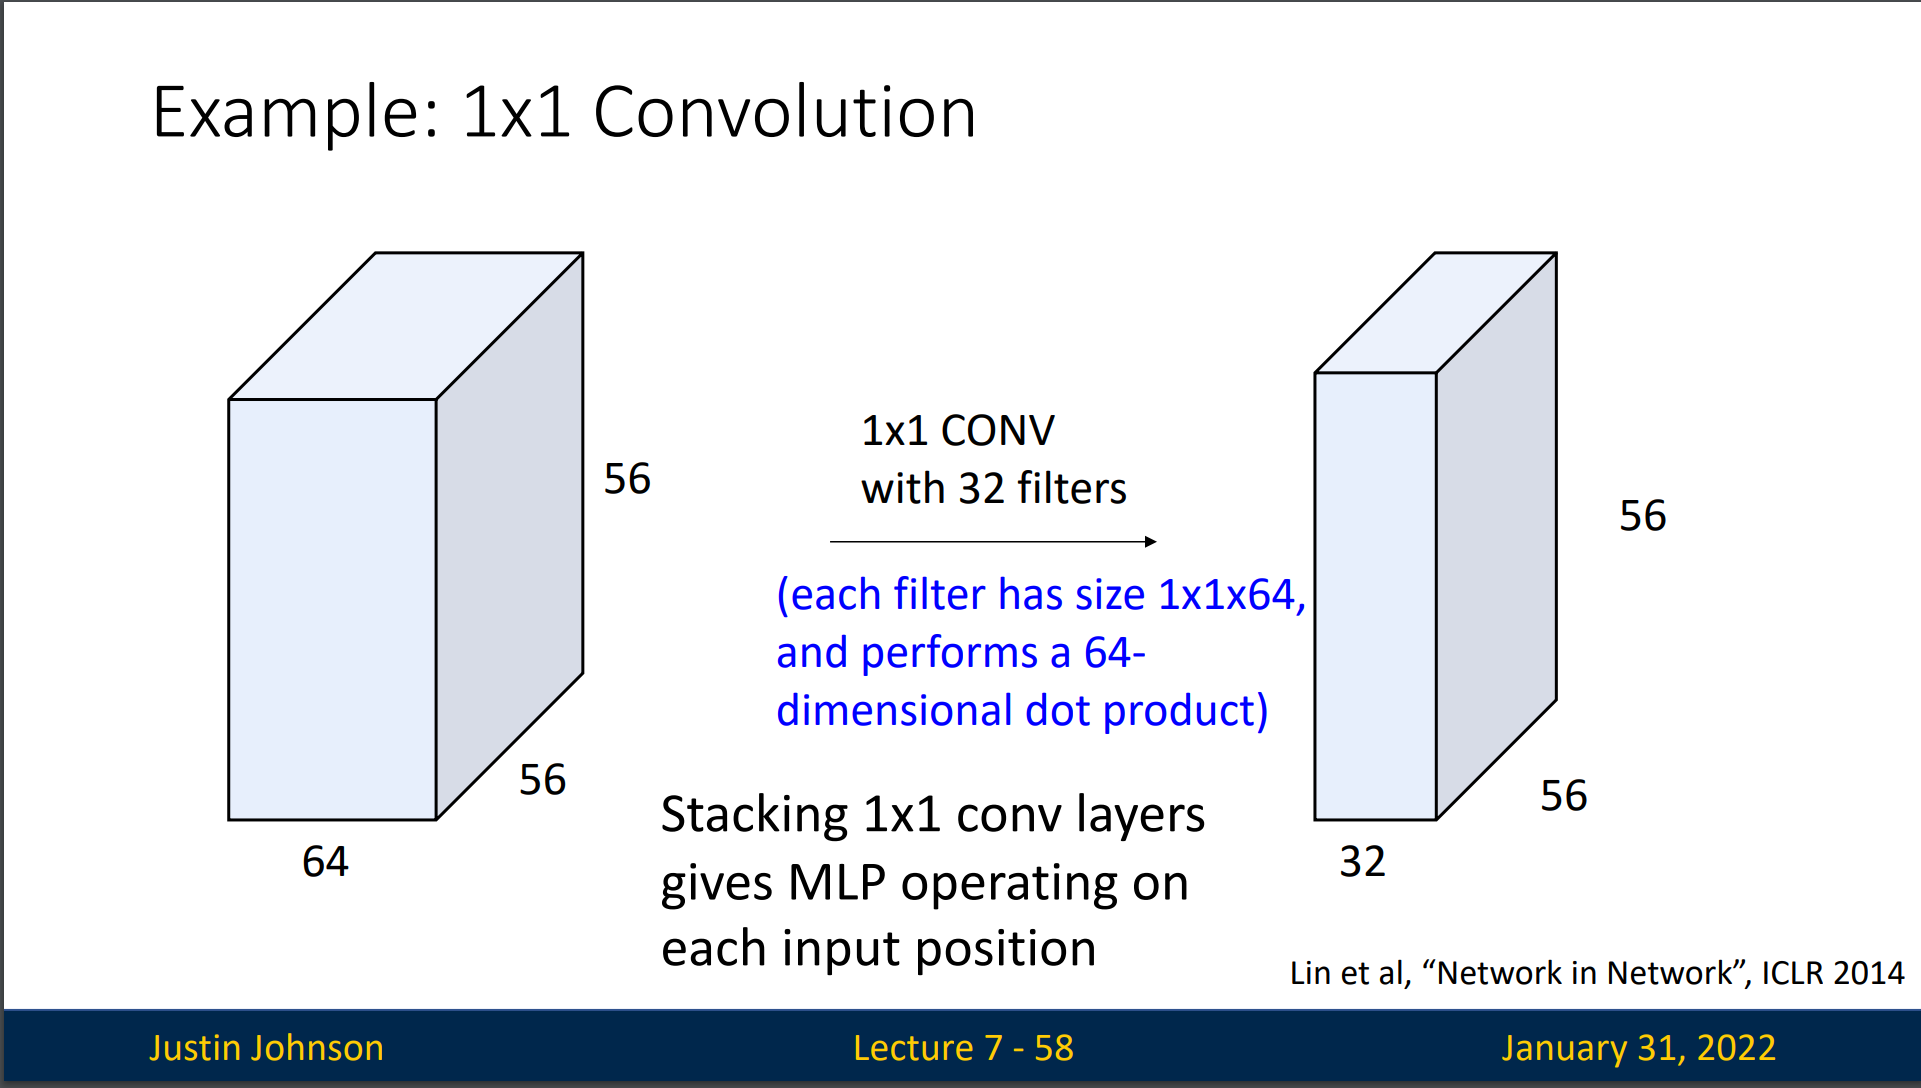 Example: 1x1 Convolution
56
56
64
1x1 CONV
with 32 filters
(each filter has size 1x1x64,
and performs a 64-
dimensional dot product)
Stacking 1x1 conv layers
gives MLP operating on
each input position
56
56
32
Lin et al, “Network in Network”, ICLR 2014
Justin Johnson
Lecture 7 - 58
January 31, 2022